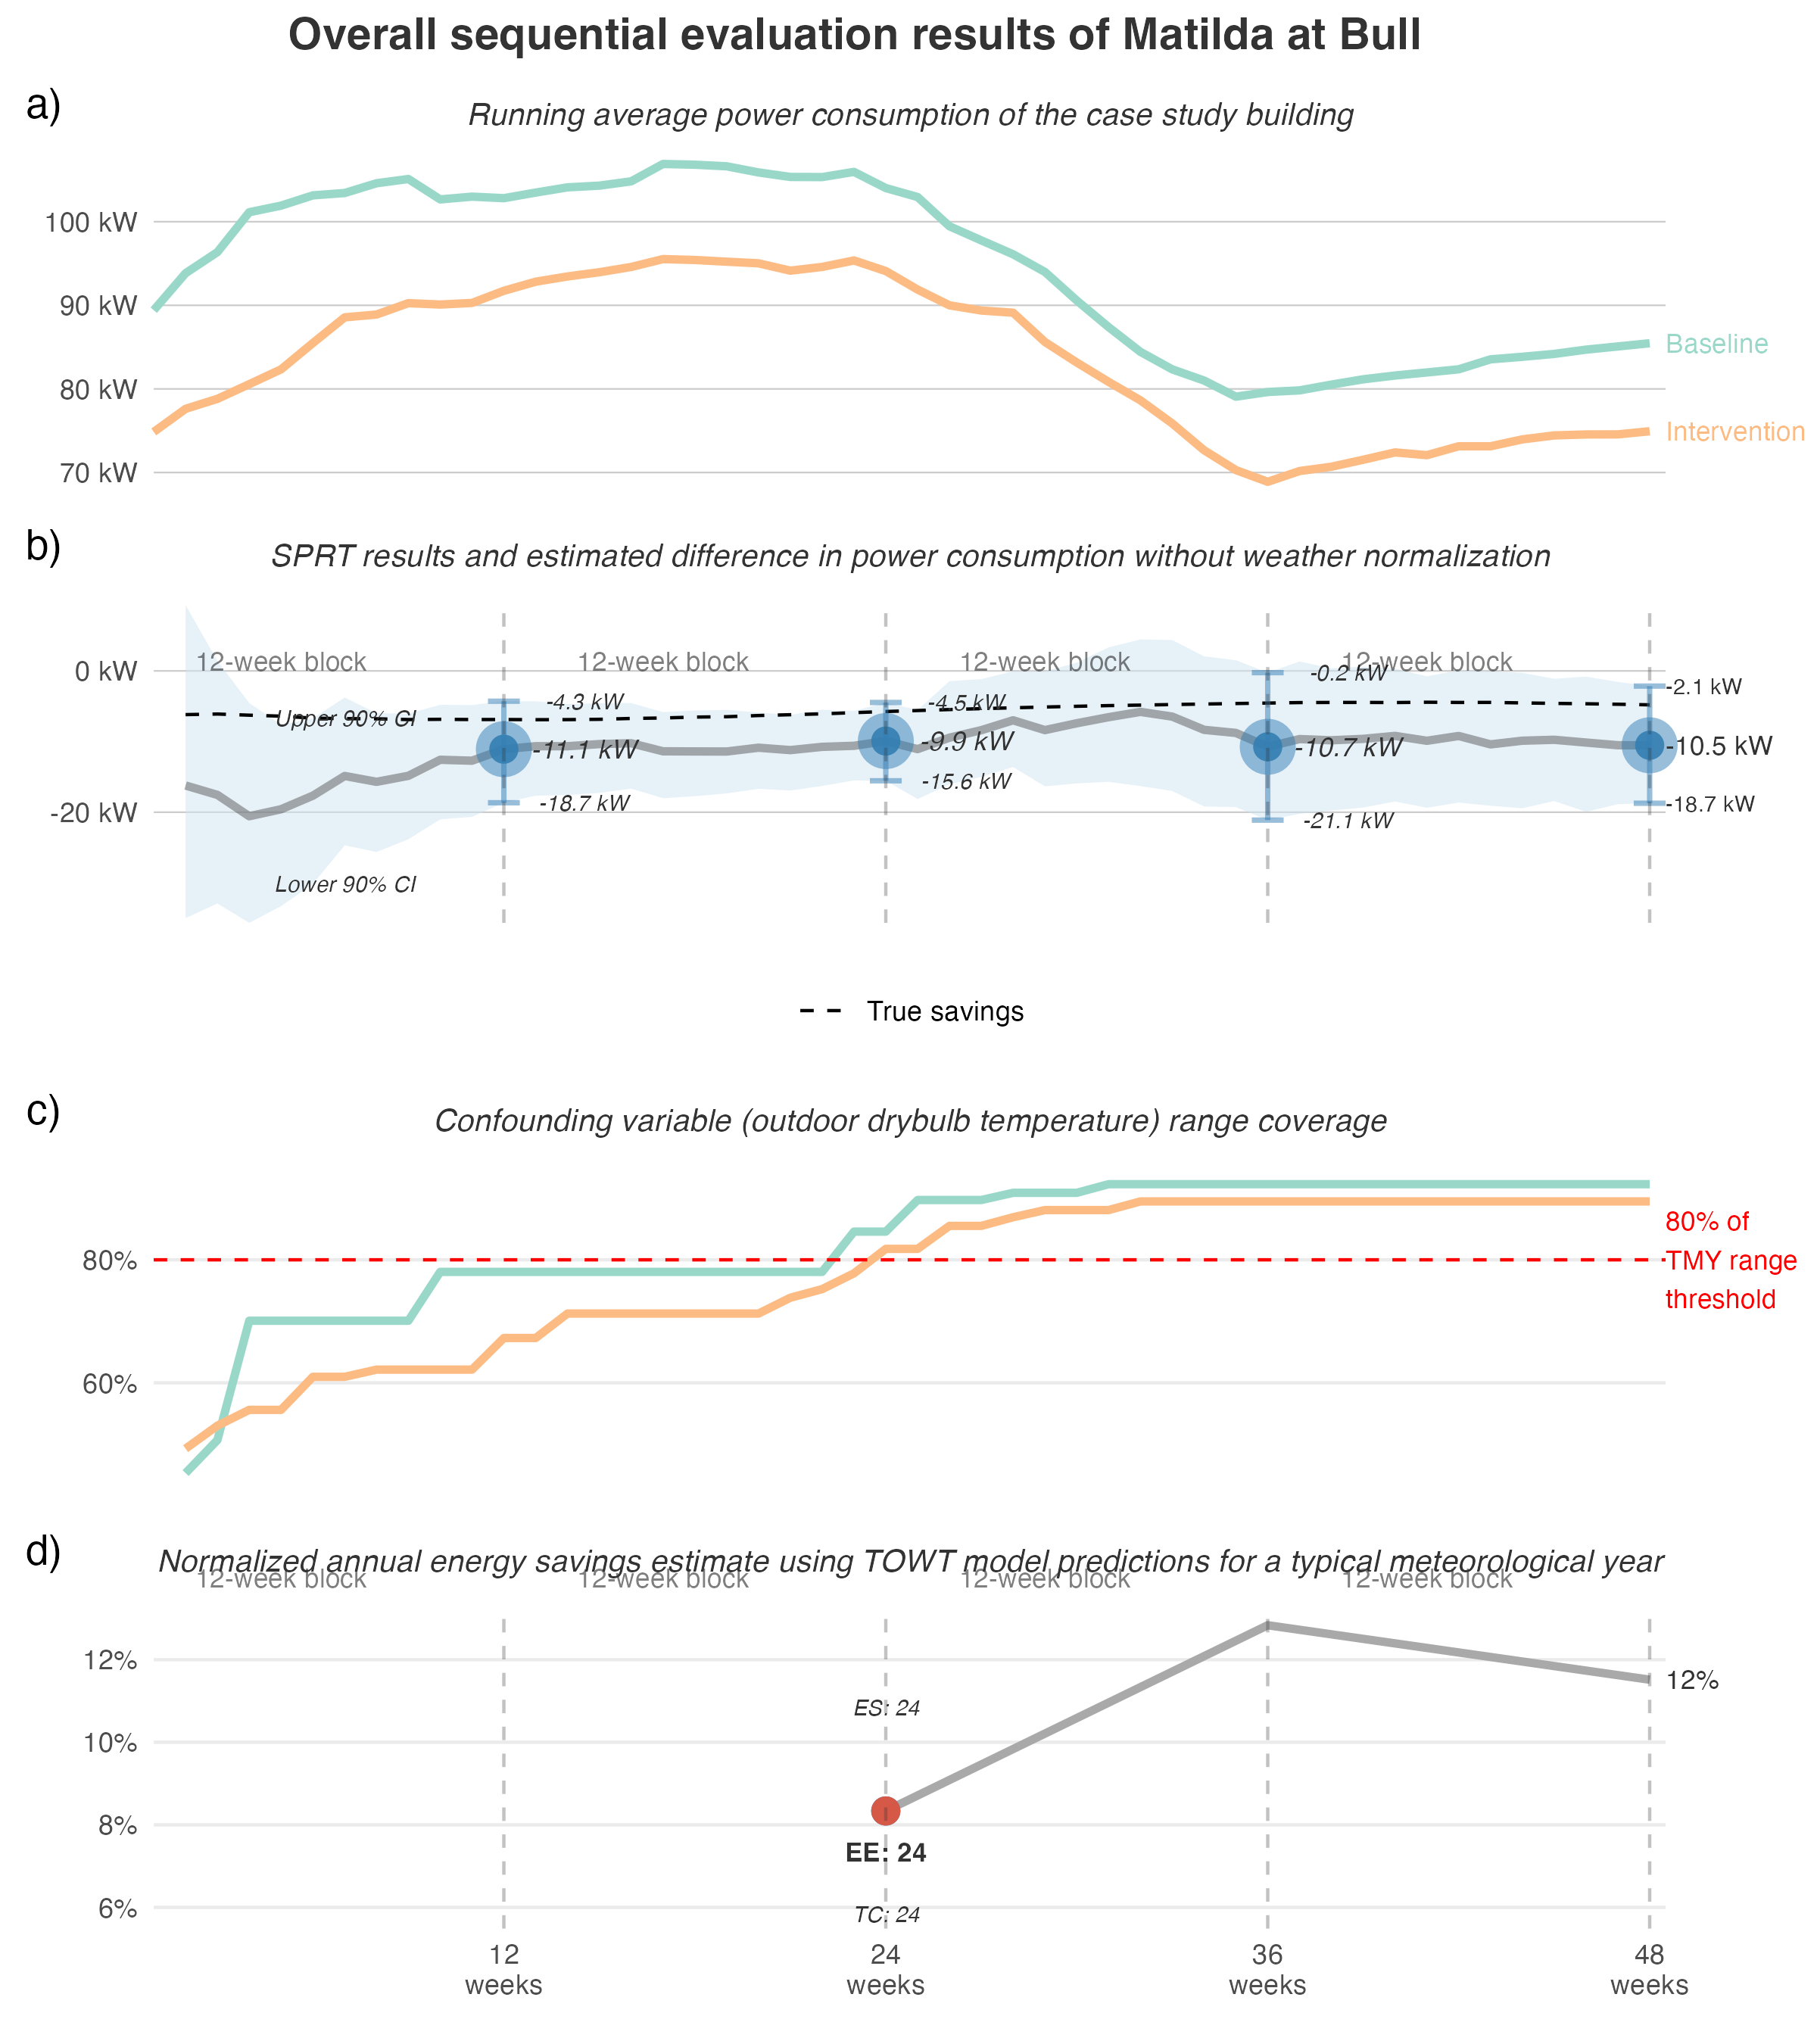 Overall sequential evaluation results of Matilda at Bull
a)
Running average power consumption of the case study building
100 kW
90 kW
80 kW
70 kW
Baseline
Intervention
b)
SPRT results and estimated difference in power consumption without weather normalization
12-week block
12-week block
12-week block
12-week block
0 kW
-20 kW
Upper 90% CI
Lower 90% CI
-4.3 kW
-11.1 kW
-18.7 kW
-4.5 kW
-9.9 kW
-15.6 kW
-0.2 kW
-10.7 kW
-21.1 kW
-2.1 kW
-10.5 kW
-18.7 kW
True savings
c)
Confounding variable (outdoor drybulb temperature) range coverage
80%
60%
80% of
TMY range
threshold
d)
Normalized annual energy savings estimate using TOWT model predictions for a typical meteorological year
12-week block
12-week block
12-week block
12-week block
12%
10%
8%
6%
ES: 24
EE: 24
TC: 24
12%
12
weeks
24
weeks
36
weeks
48
weeks